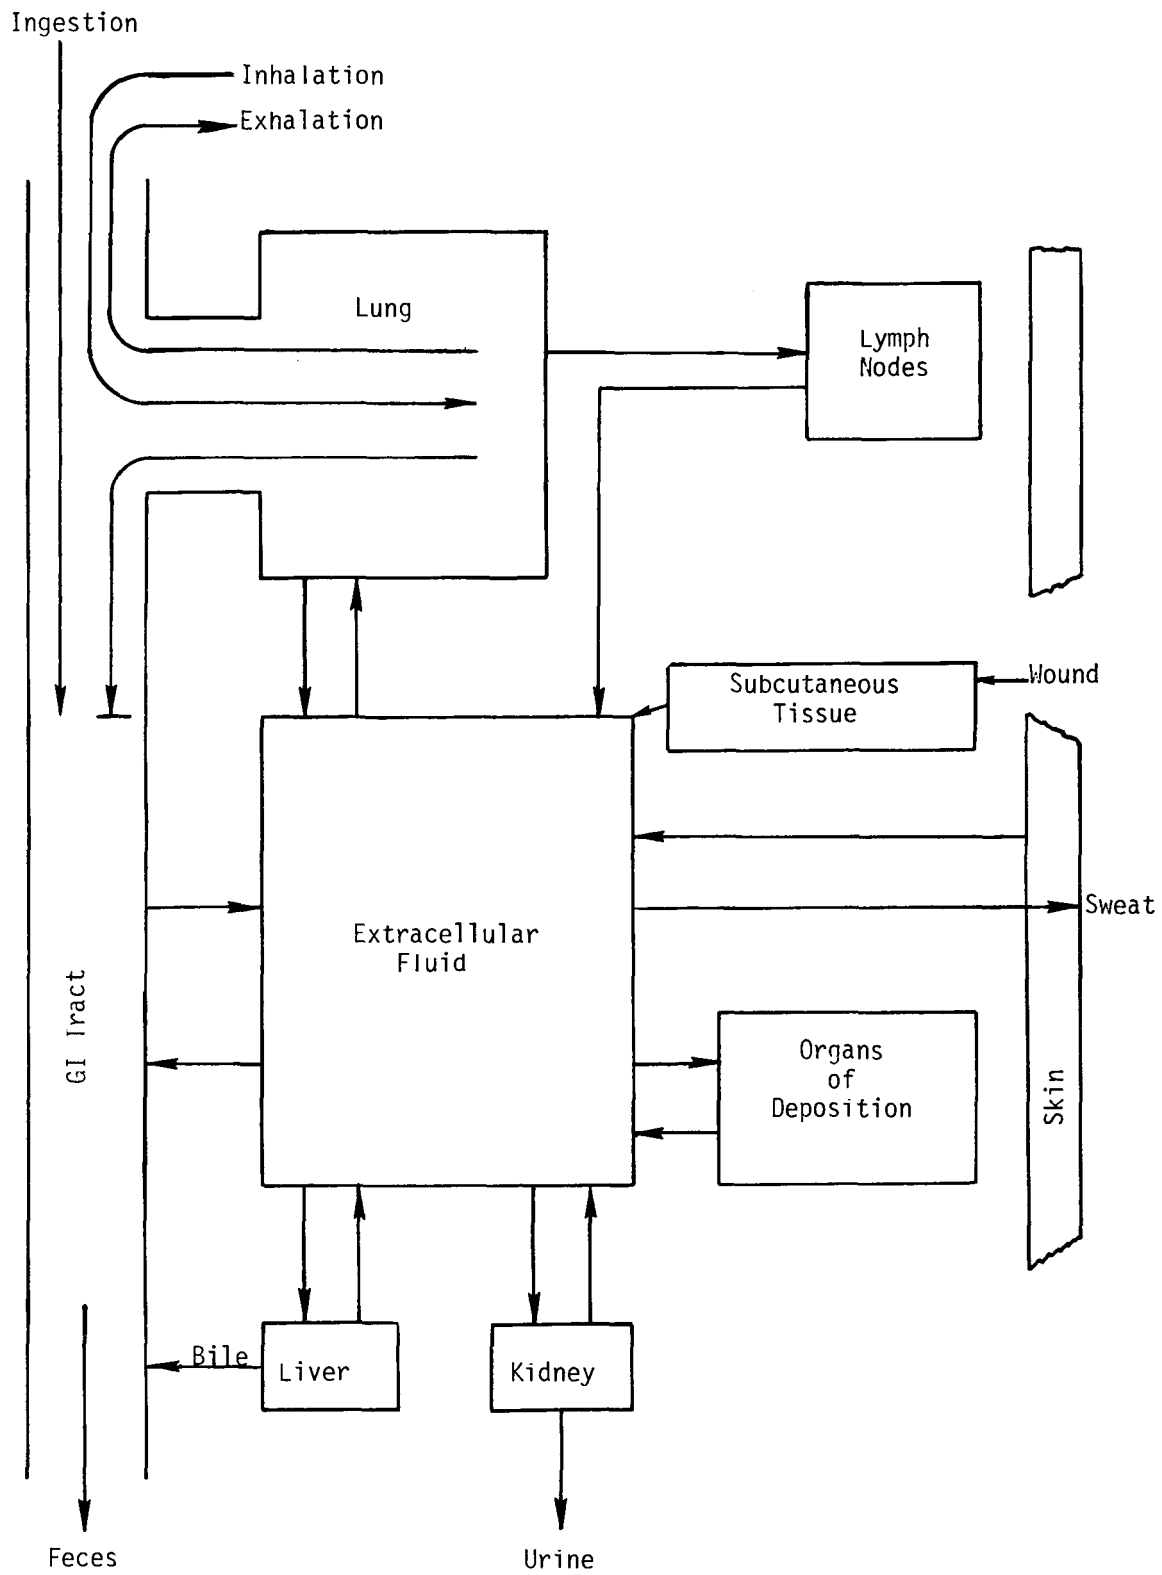 Ingestion
Inhalation
Exhalation
Lung
Lymph
Nodes
Wound
Subcutaneous
Tissue
Sweat
Extracellular
Fluid
GI Tract
Organs
of
Deposition
Skin
Bile
Liver
Kidney
Feces
Urine